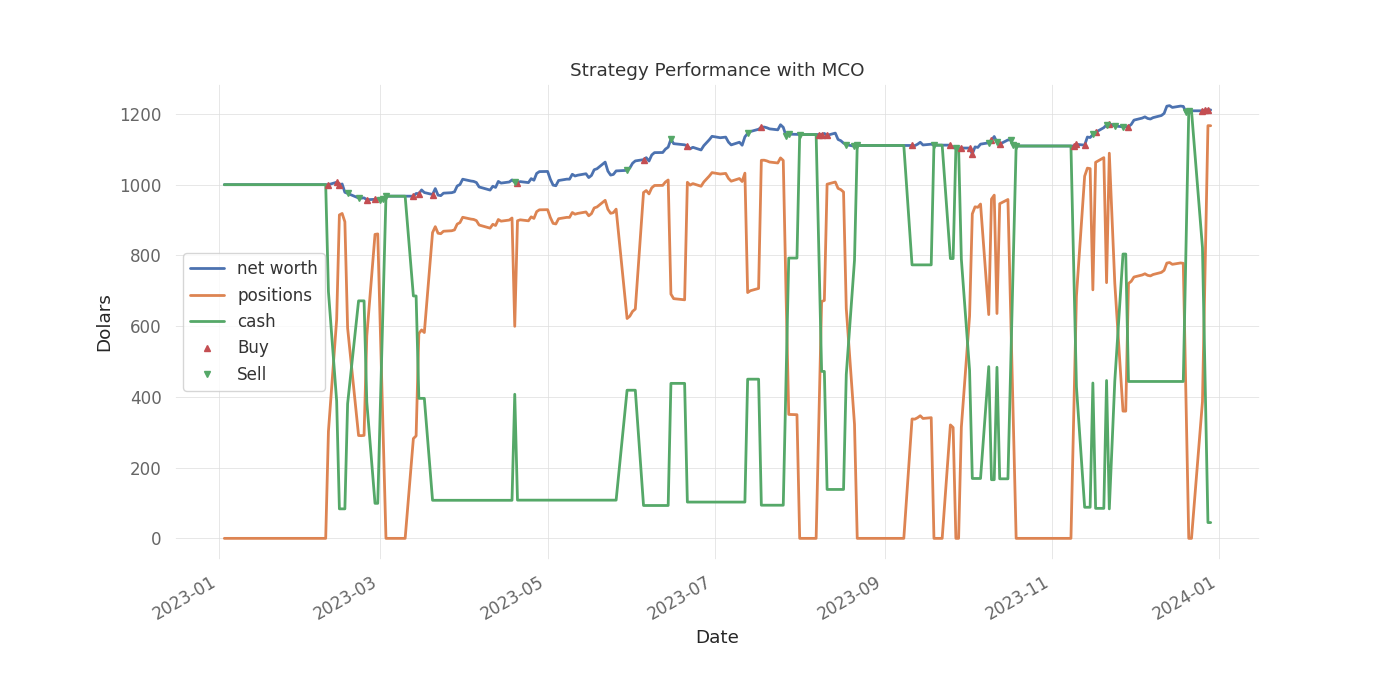 Strategy Performance with MCO
1200
1000
800
600
400
200
0
Dolars
net worth
positions
cash
Buy
Sell
2023-01
2023-03
2023-05
2023-07
2023-09
2023-11
2024-01
Date